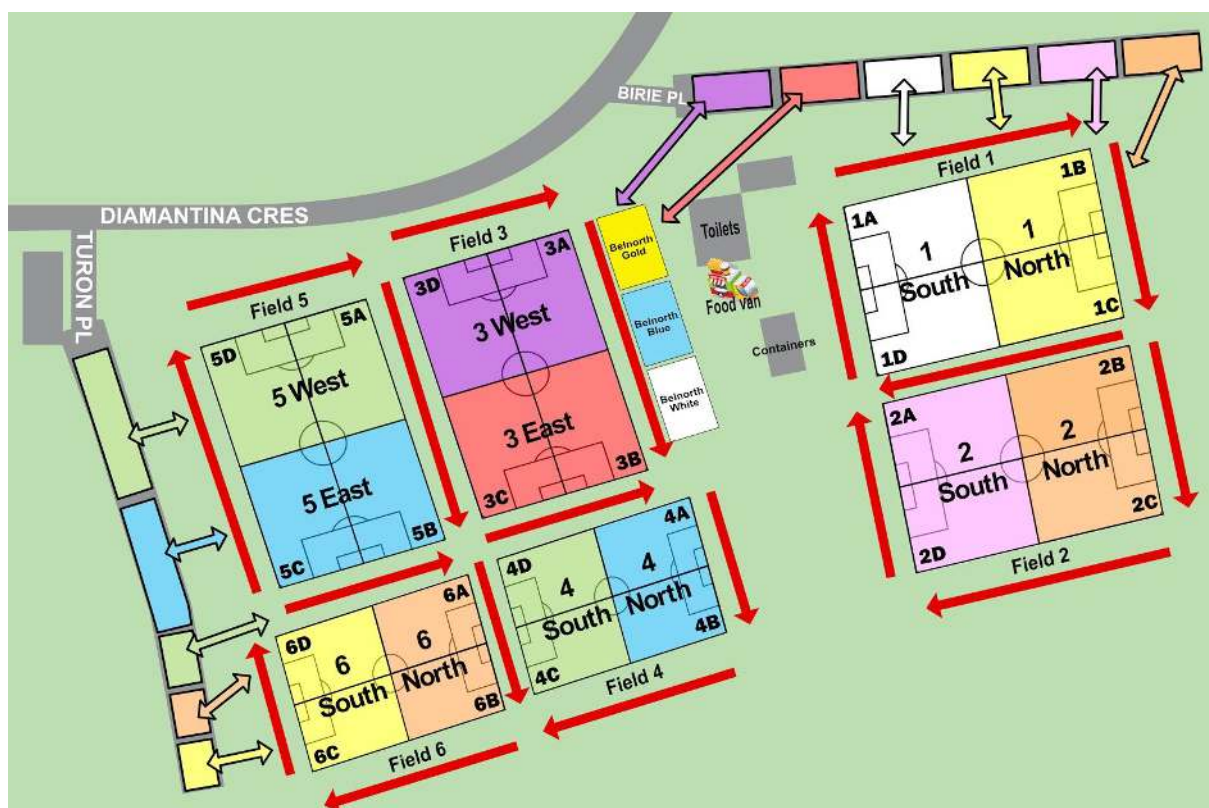 BIRIE PL
DIAMANTINA CRES
TURON PL
Field 1
1A
1B
1
South
1
North
1D
1C
Field 3
3D
3A
3 West
3 East
3C
3B
Belnorth
Gold
Belnorth
Blue
Belnorth
White
Toilets
Food van
Containers
Field 5
5D
5A
5 West
5 East
5C
5B
2A
2B
2
South
2
North
2D
2C
Field 2
4D
4A
4
South
4
North
4C
4B
Field 4
6D
6A
6
South
6
North
6C
6B
Field 6